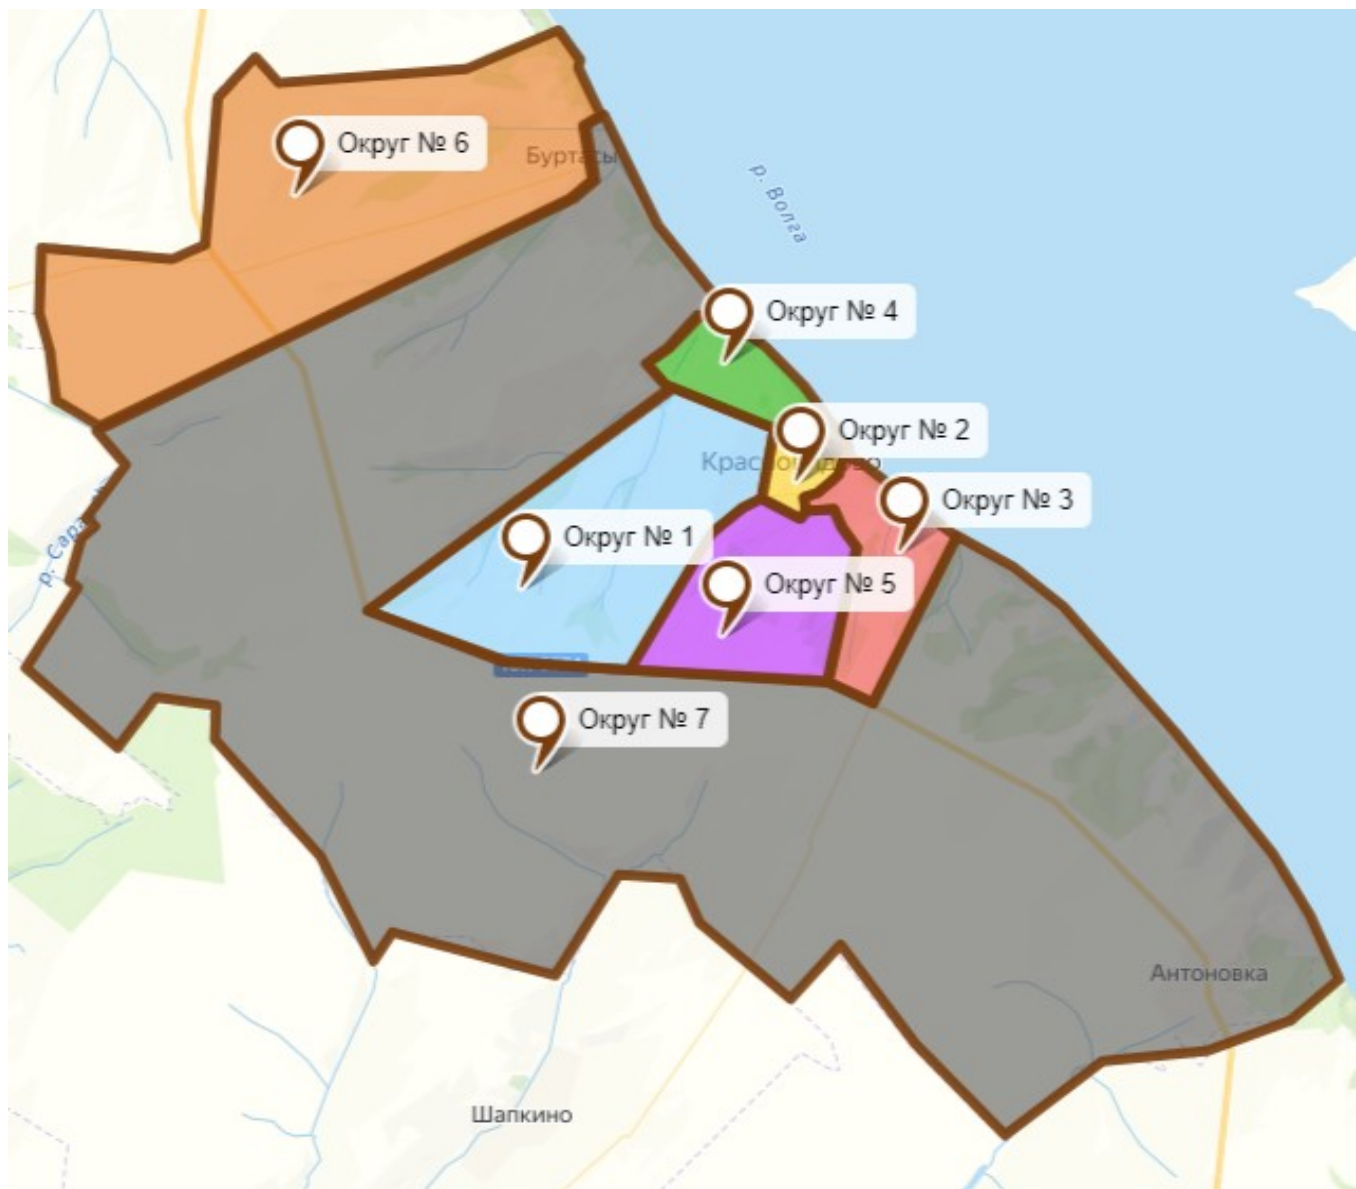 Округ № 6
Буртасы
р. Волга
Округ № 4
Округ № 2
Округ № 3
р. Сара
Округ № 1
Округ № 5
Округ № 7
Антоновка
Шапкино